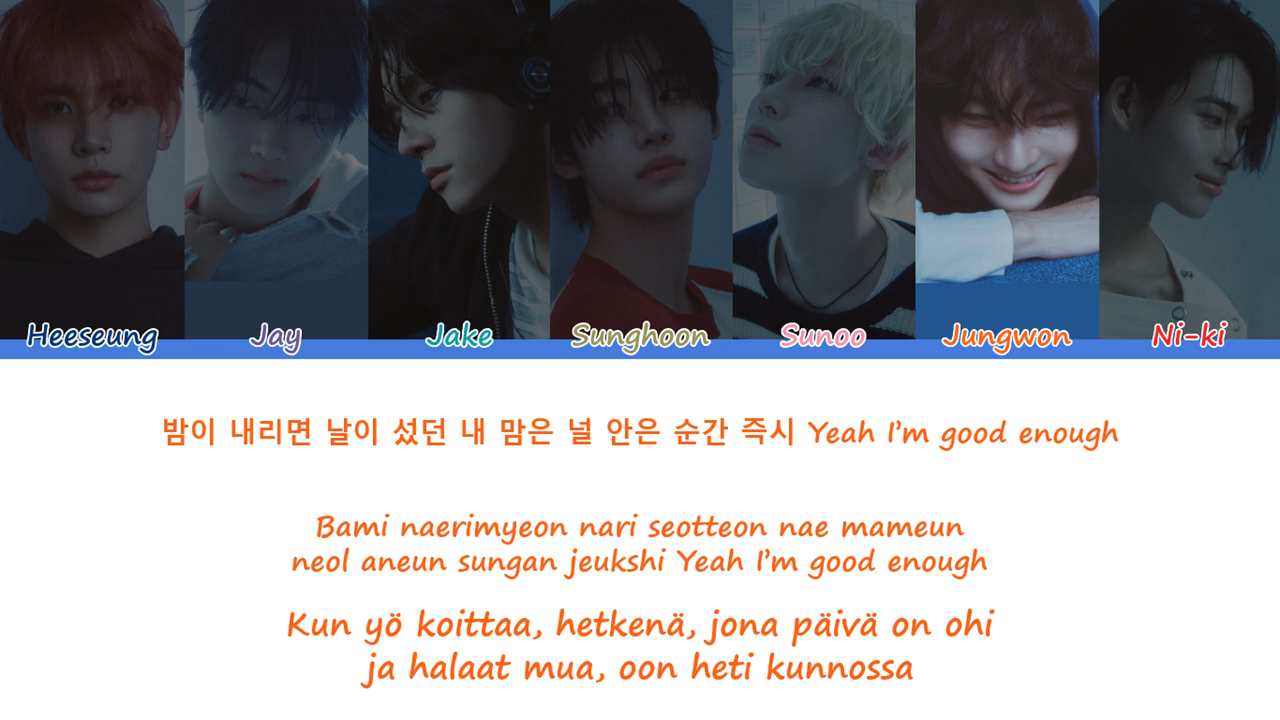 Heeseung Jay Jake Sunghoon Sunoo Jungwon Ni-ki
밤이 내리면 날이 섰던 내 맘은 널 안은 순간 즉시 Yeah I'm good enough
Bami naerimyeon nari seotteon nae mameun
neol aneun sungan jeukshi Yeah I'm good enough
Kun yö koittaa, hetkenä, jona päivä on ohi
ja halaat mua, oon heti kunnossa